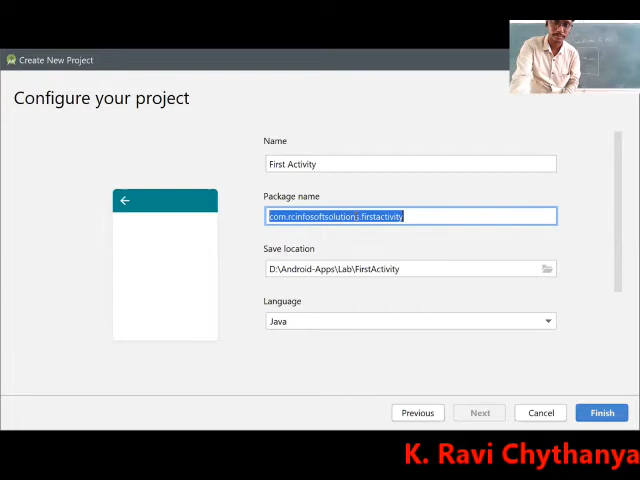 Create New Project
Configure your project
Name
First Activity
Package name
com.rcinfosoftsolutions.firstactivity
Save location
D:\Android-Apps\Lab\FirstActivity
Language
Java
Previous
Next
Cancel
Finish
K. Ravi Chythanya